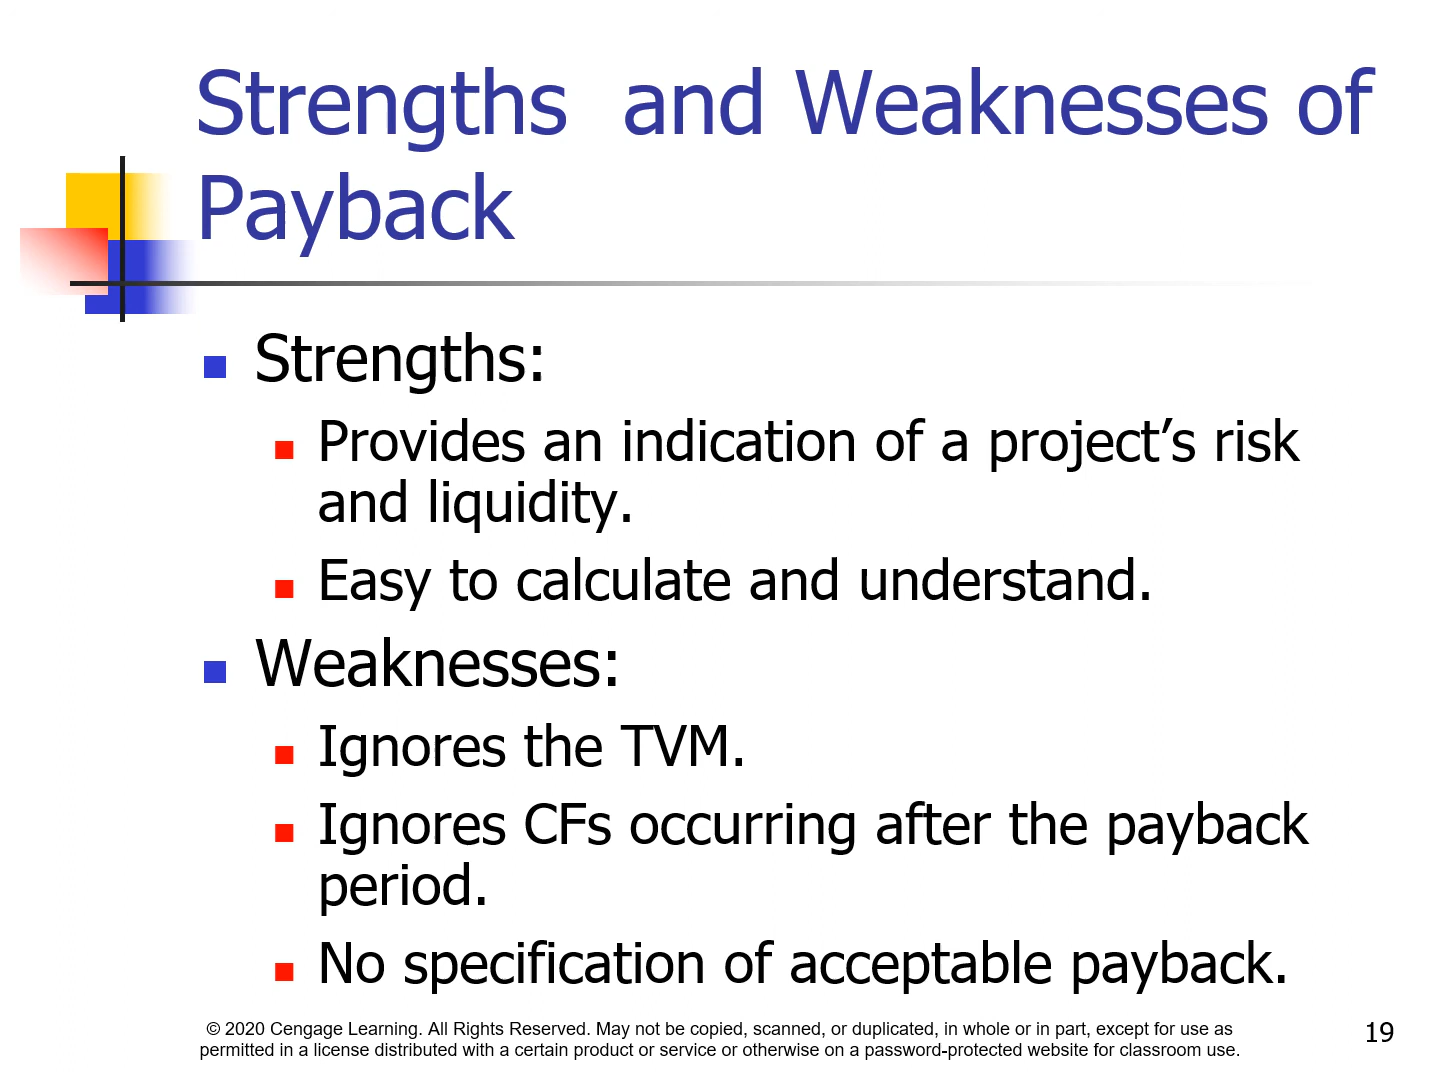 Strengths  and Weaknesses of
Payback
Strengths:
Provides an indication of a project’s risk
and liquidity.
Easy to calculate and understand.
Weaknesses:
Ignores the TVM.
Ignores CFs occurring after the payback
period.
No specification of acceptable payback.
© 2020 Cengage Learning. All Rights Reserved. May not be copied, scanned, or duplicated, in whole or in part, except for use as
permitted in a license distributed with a certain product or service or otherwise on a password-protected website for classroom use.
19